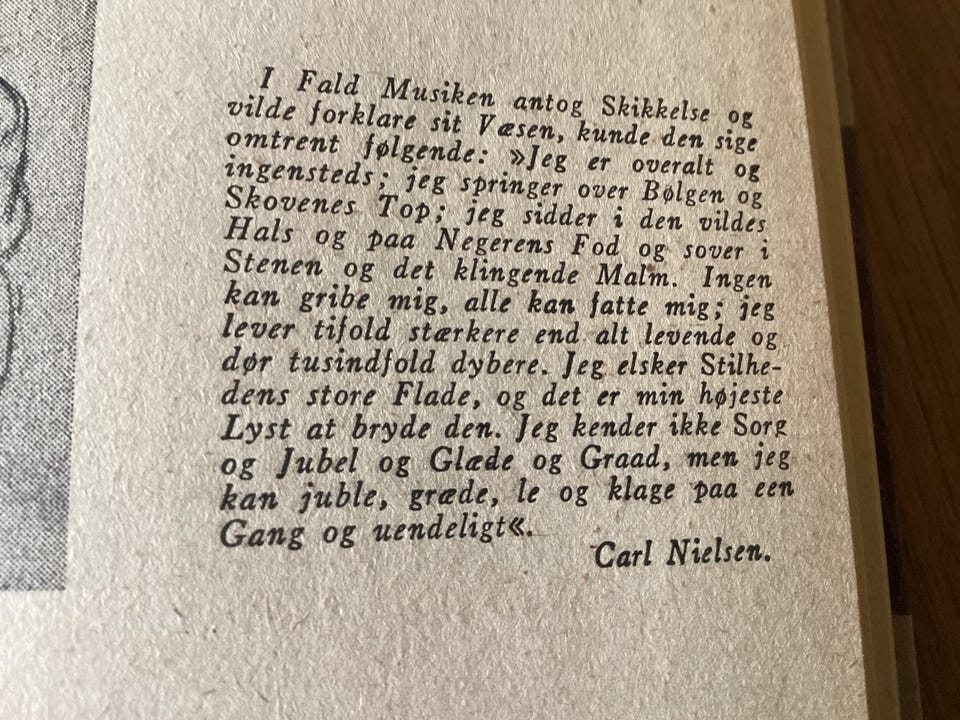 I Fald Musiken antog Skikkelse og
vilde forklare sit Væsen, kunde den sige
omtrent følgende: »Jeg er overalt og
ingensteds; jeg springer over Bølgen og
Skovenes Top; jeg sidder i den vildes
Hals og paa Negerens Fod og sover i
Stenen og det klingende Malm. Ingen
kan gribe mig, alle kan fatte mig; jeg
lever tifold stærkere end alt levende og
dør tusindfold dybere. Jeg elsker Stilhe-
dens store Flade, og det er min højeste
Lyst at bryde den. Jeg kender ikke Sorg
og Jubel og Glæde og Graad, men jeg
kan juble, græde, le og klage paa een
Gang og uendeligt«.
Carl Nielsen.